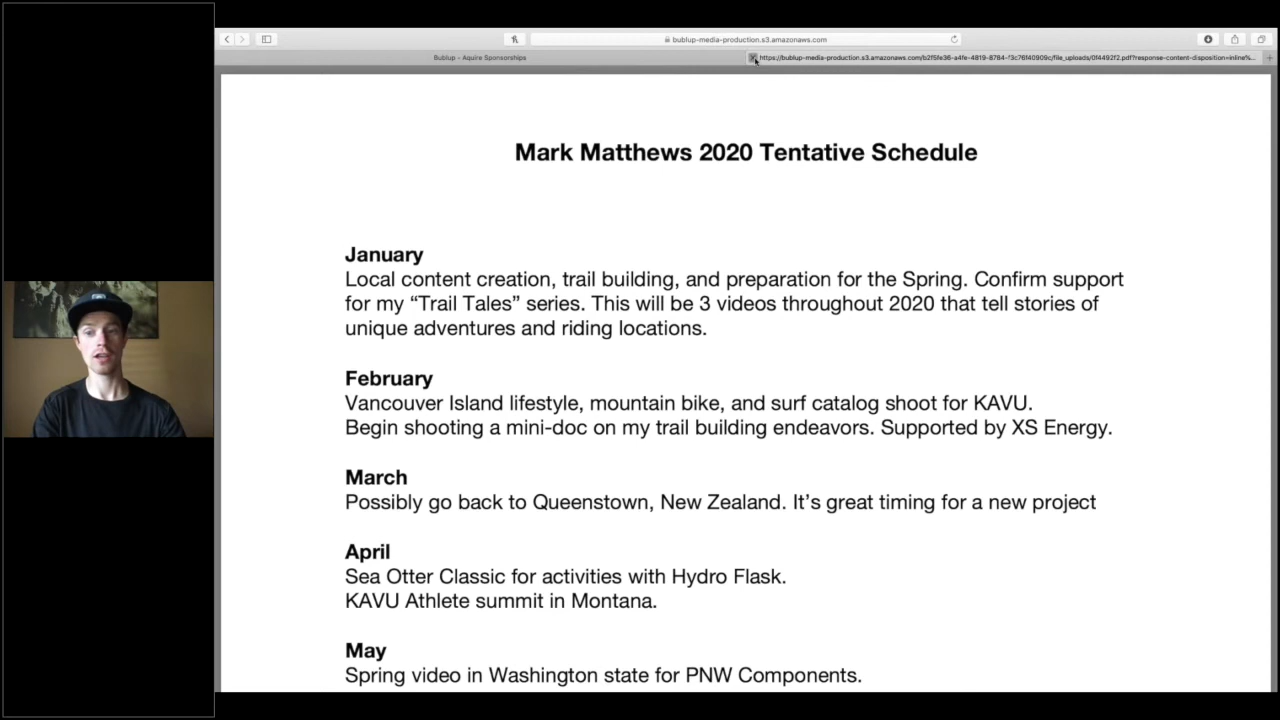 bublup-media-production.s3.amazonaws.com
Bublup - Aquire Sponsorships
Mark Matthews 2020 Tentative Schedule
January
Local content creation, trail building, and preparation for the Spring. Confirm support
for my “Trail Tales” series. This will be 3 videos throughout 2020 that tell stories of
unique adventures and riding locations.
February
Vancouver Island lifestyle, mountain bike, and surf catalog shoot for KAVU.
Begin shooting a mini-doc on my trail building endeavors. Supported by XS Energy.
March
Possibly go back to Queenstown, New Zealand. It’s great timing for a new project
April
Sea Otter Classic for activities with Hydro Flask.
KAVU Athlete summit in Montana.
May
Spring video in Washington state for PNW Components.